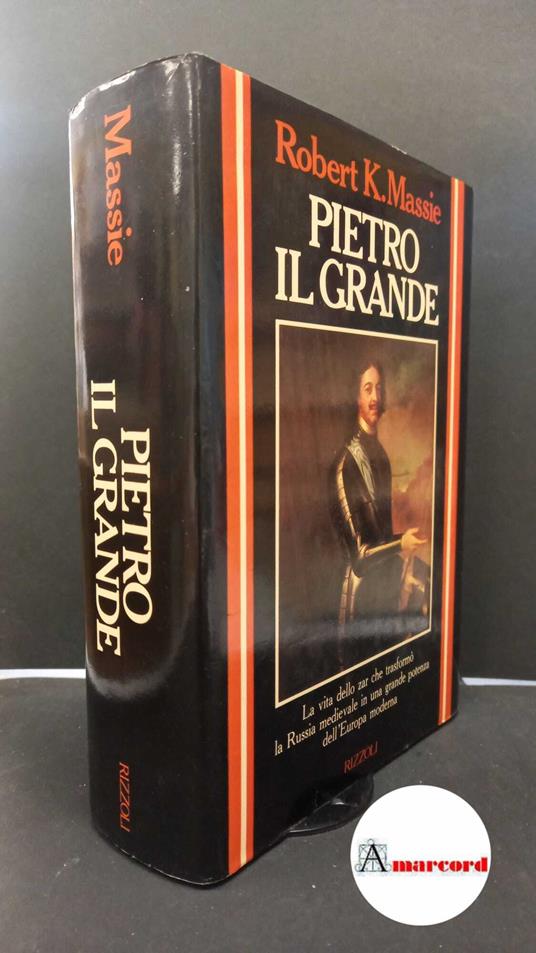 Massie
PIETRO
IL GRANDE
RIZZOLI
Robert K. Massie
PIETRO
IL GRANDE
La vita dello zar che trasformò
la Russia medievale in una grande potenza
dell'Europa moderna
RIZZOLI
Amarcord